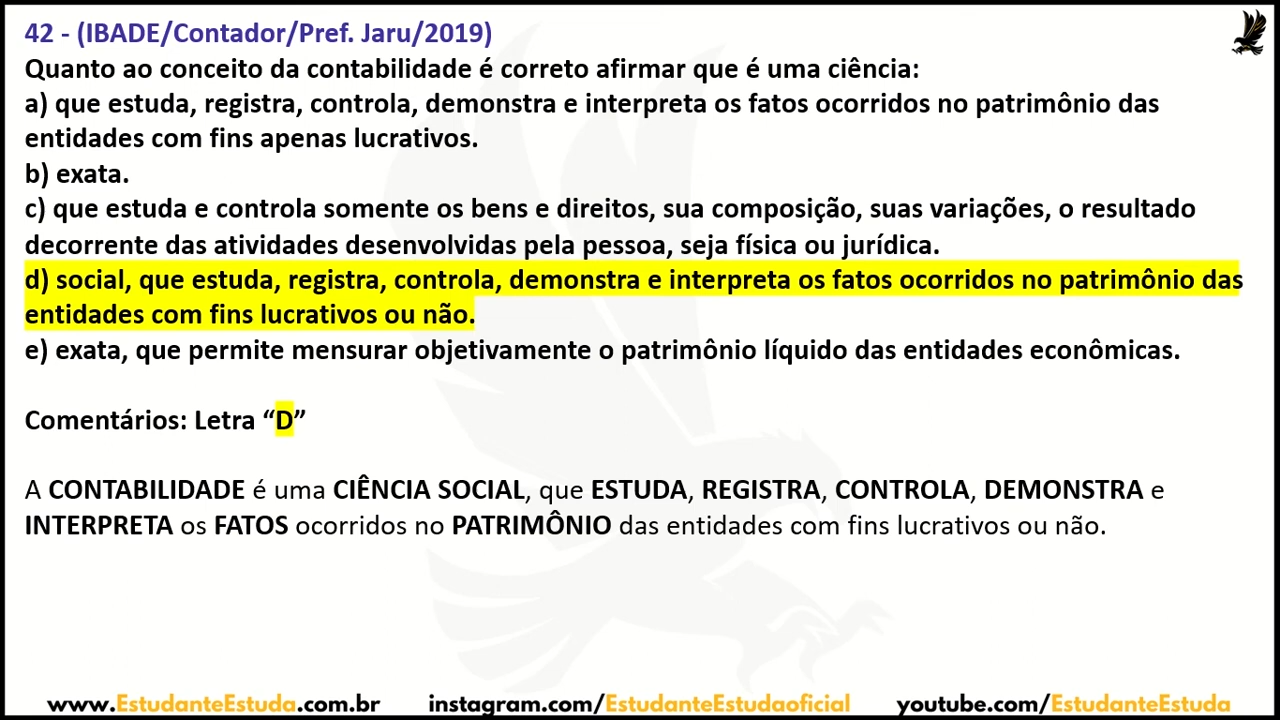 42 - (IBADE/Contador/Pref. Jaru/2019)
Quanto ao conceito da contabilidade é correto afirmar que é uma ciência:
a) que estuda, registra, controla, demonstra e interpreta os fatos ocorridos no patrimônio das
entidades com fins apenas lucrativos.
b) exata.
c) que estuda e controla somente os bens e direitos, sua composição, suas variações, o resultado
decorrente das atividades desenvolvidas pela pessoa, seja física ou jurídica.
d) social, que estuda, registra, controla, demonstra e interpreta os fatos ocorridos no patrimônio das
entidades com fins lucrativos ou não.
e) exata, que permite mensurar objetivamente o patrimônio líquido das entidades econômicas.
Comentários: Letra “D”
A CONTABILIDADE é uma CIÊNCIA SOCIAL, que ESTUDA, REGISTRA, CONTROLA, DEMONSTRA e
INTERPRETA os FATOS ocorridos no PATRIMÔNIO das entidades com fins lucrativos ou não.
www.EstudanteEstuda.com.br instagram.com/EstudanteEstudaoficial youtube.com/EstudanteEstuda